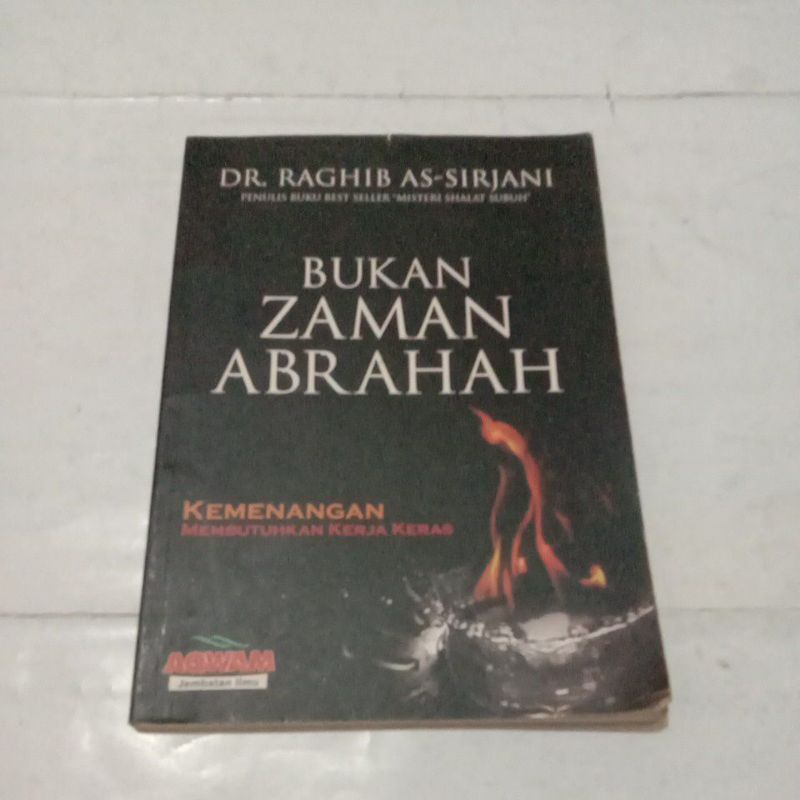 DR. RAGHIB AS-SIRJANI
PENULIS BUKU BEST SELLER "MISTERI SHALAT SUBUH"
BUKAN
ZAMAN
ABRAHAH
KEMENANGAN
MEMBUTUHKAN KERJA KERAS
AQWAM
Jembatan Ilmu